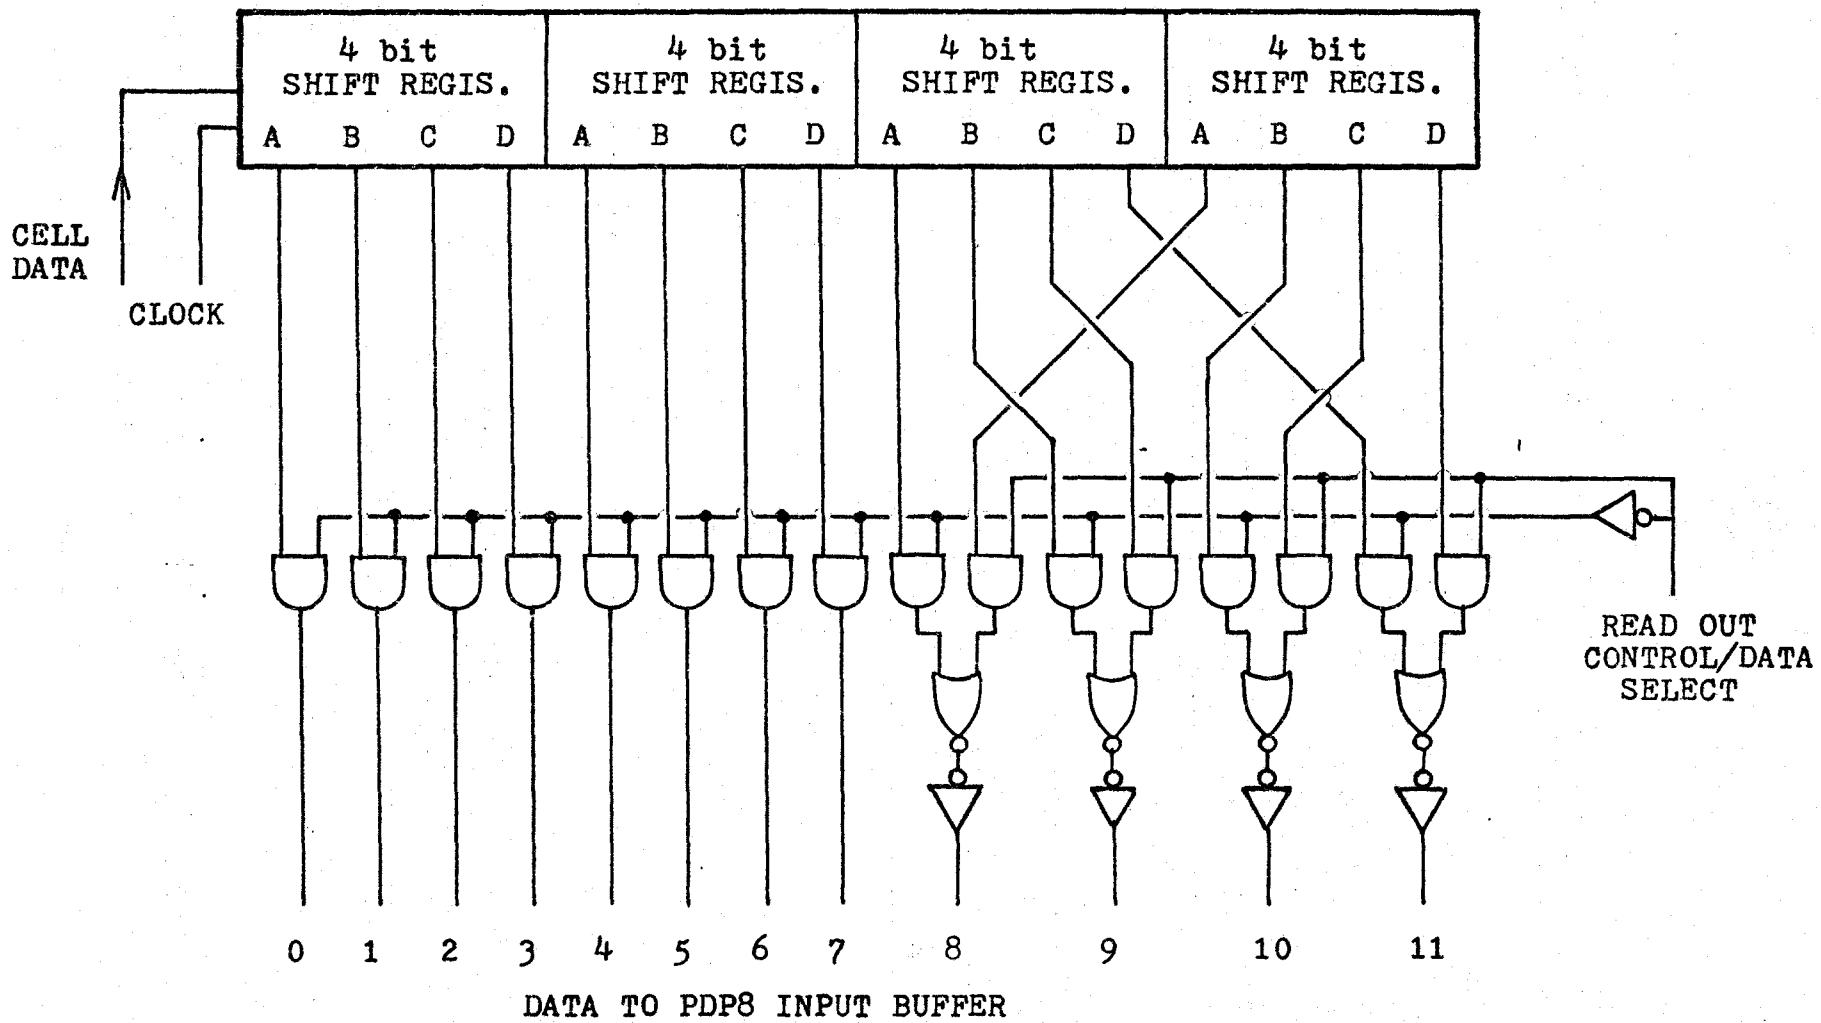 4 bit
SHIFT REGIS.
4 bit
SHIFT REGIS.
4 bit
SHIFT REGIS.
4 bit
SHIFT REGIS.
A B C D A B C D A B C D A B C D
CELL
DATA
CLOCK
READ OUT
CONTROL/DATA
SELECT
0 1 2 3 4 5 6 7 8 9 10 11
DATA TO PDP8 INPUT BUFFER